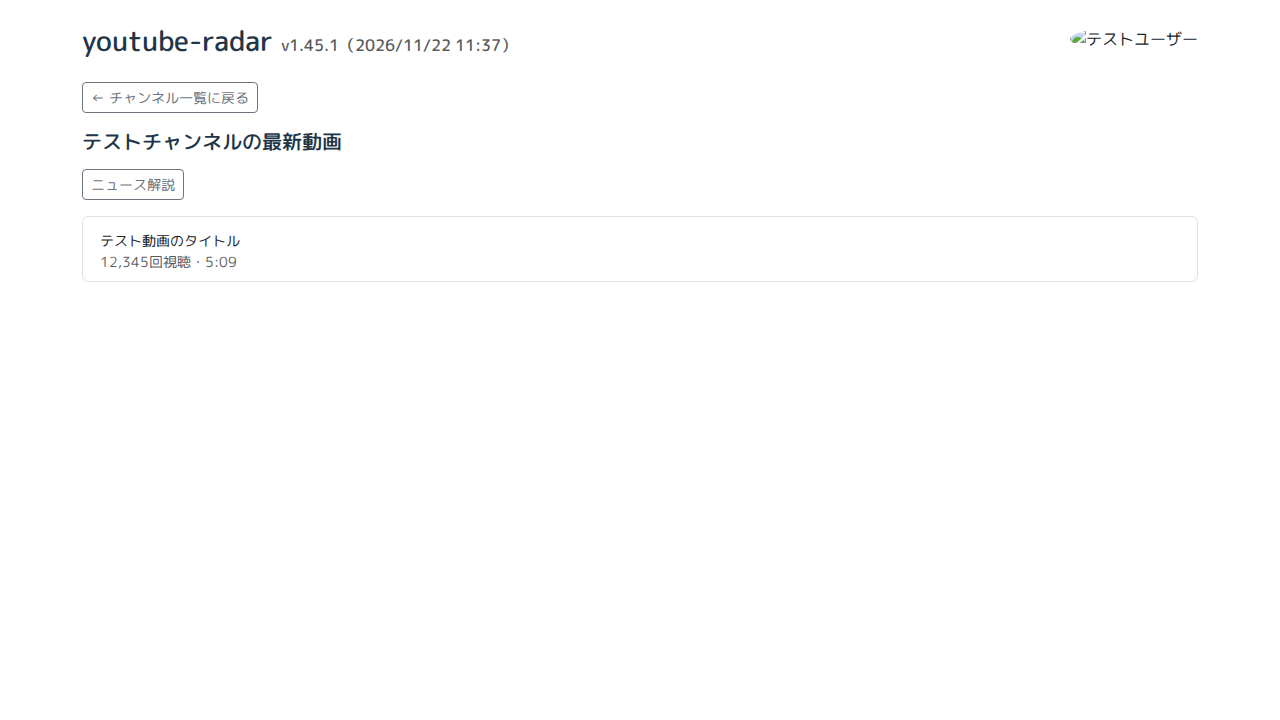 youtube-radar v1.45.1（2026/11/22 11:37）
テストユーザー
← チャンネル一覧に戻る
テストチャンネルの最新動画
ニュース解説
テスト動画のタイトル
12,345回視聴・5:09